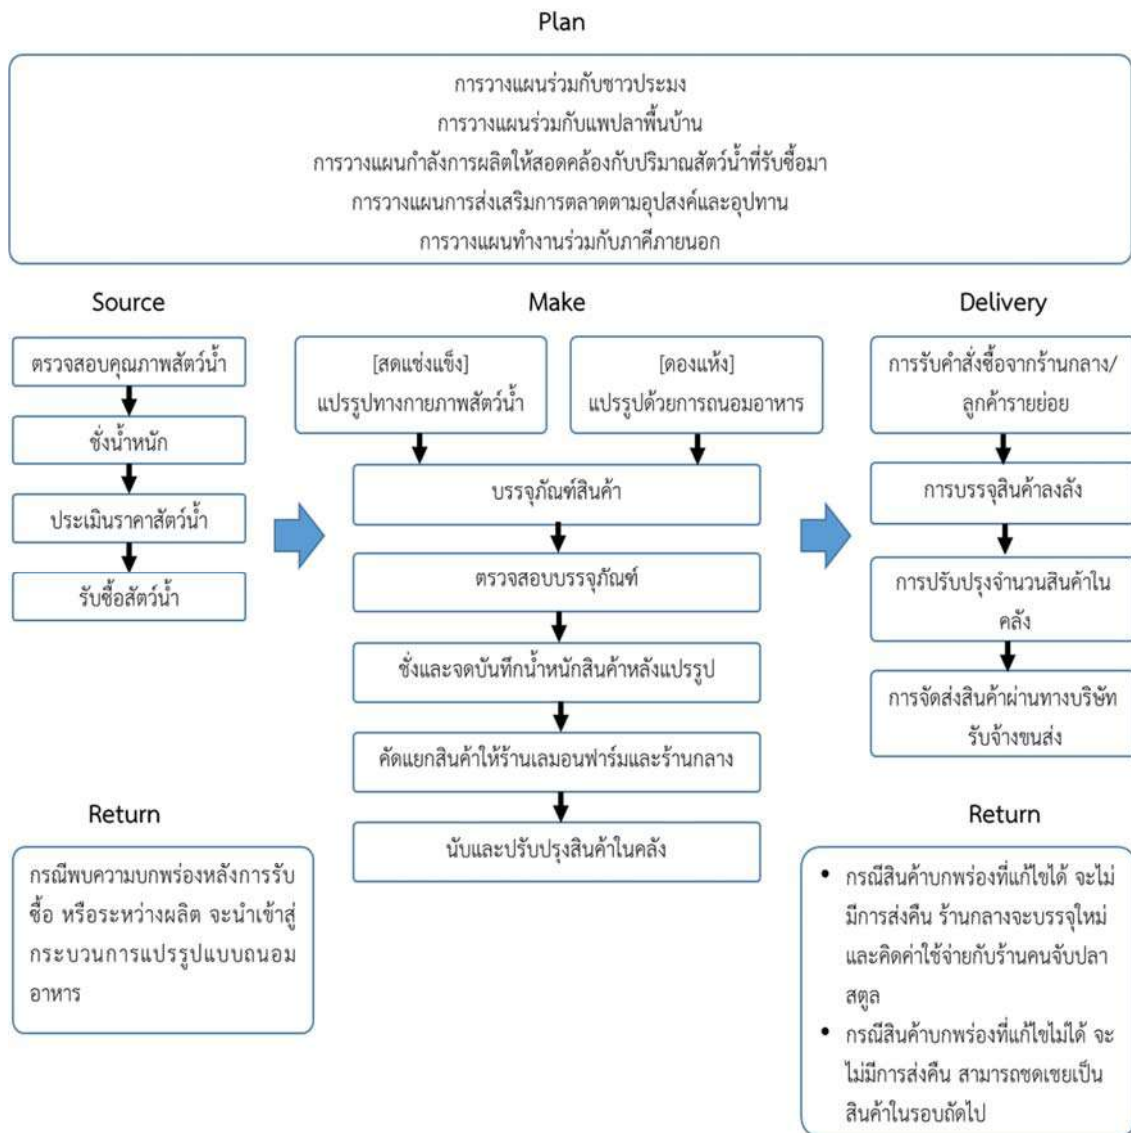 Plan
การวางแผนร่วมกับชาวประมง
การวางแผนร่วมกับแพปลาพื้นบ้าน
การวางแผนกำลังการผลิตให้สอดคล้องกับปริมาณสัตว์น้ำที่รับซื้อมา
การวางแผนการส่งเสริมการตลาดตามอุปสงค์และอุปทาน
การวางแผนทำงานร่วมกับภาคีภายนอก
Source
ตรวจสอบคุณภาพสัตว์น้ำ
ชั่งน้ำหนัก
ประเมินราคาสัตว์น้ำ
รับซื้อสัตว์น้ำ
Make
[สดแช่งแข็ง]
แปรรูปทางกายภาพสัตว์น้ำ
[ดองแห้ง]
แปรรูปด้วยการถนอมอาหาร
บรรจุภัณฑ์สินค้า
ตรวจสอบบรรจุภัณฑ์
ชั่งและจดบันทึกน้ำหนักสินค้าหลังแปรรูป
คัดแยกสินค้าให้ร้านเลมอนฟาร์มและร้านกลาง
นับและปรับปรุงสินค้าในคลัง
Delivery
การรับคำสั่งซื้อจากร้านกลาง/
ลูกค้ารายย่อย
การบรรจุสินค้าลงลัง
การปรับปรุงจำนวนสินค้าใน
คลัง
การจัดส่งสินค้าผ่านทางบริษัท
รับจ้างขนส่ง
Return
กรณีพบความบกพร่องหลังการรับ
ซื้อ หรือระหว่างผลิต จะนำเข้าสู่
กระบวนการแปรรูปแบบถนอม
อาหาร
Return
• กรณีสินค้าบกพร่องที่แก้ไขได้ จะไม่
มีการส่งคืน ร้านกลางจะบรรจุใหม่
และคิดค่าใช้จ่ายกับร้านคนจับปลา
สตูล
• กรณีสินค้าบกพร่องที่แก้ไขไม่ได้ จะ
ไม่มีการส่งคืน สามารถชดเชยเป็น
สินค้าในรอบถัดไป